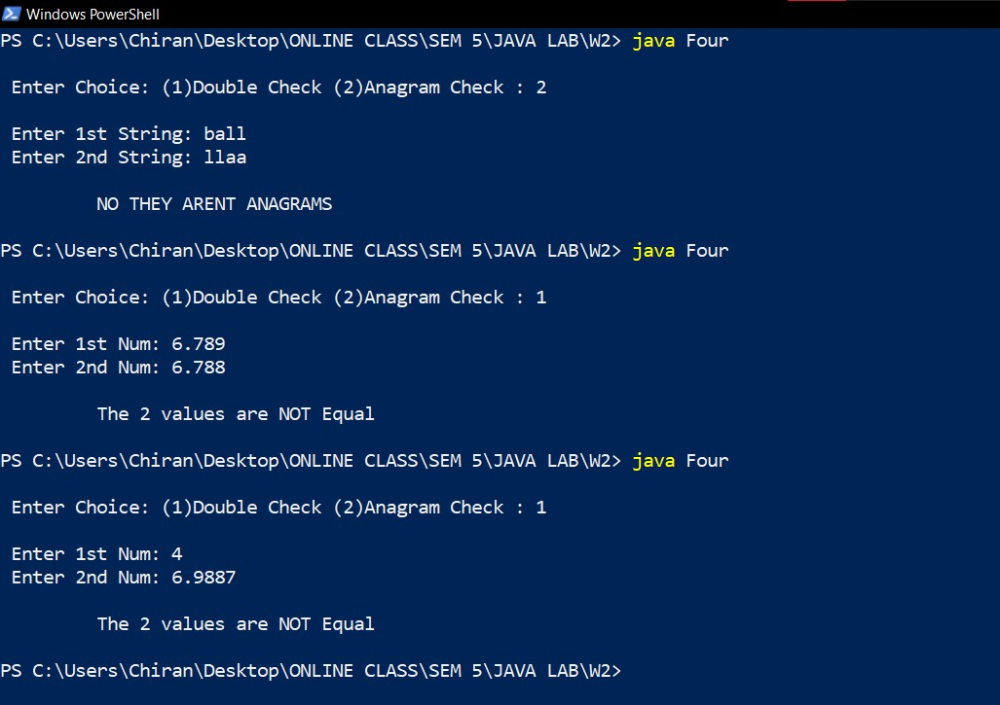 Windows PowerShell
PS C:\Users\Chiran\Desktop\ONLINE CLASS\SEM 5\JAVA LAB\W2> java Four
Enter Choice: (1)Double Check (2)Anagram Check : 2
Enter 1st String: ball
Enter 2nd String: llaa
NO THEY ARENT ANAGRAMS
PS C:\Users\Chiran\Desktop\ONLINE CLASS\SEM 5\JAVA LAB\W2> java Four
Enter Choice: (1)Double Check (2)Anagram Check : 1
Enter 1st Num: 6.789
Enter 2nd Num: 6.788
The 2 values are NOT Equal
PS C:\Users\Chiran\Desktop\ONLINE CLASS\SEM 5\JAVA LAB\W2> java Four
Enter Choice: (1)Double Check (2)Anagram Check : 1
Enter 1st Num: 4
Enter 2nd Num: 6.9887
The 2 values are NOT Equal
PS C:\Users\Chiran\Desktop\ONLINE CLASS\SEM 5\JAVA LAB\W2>